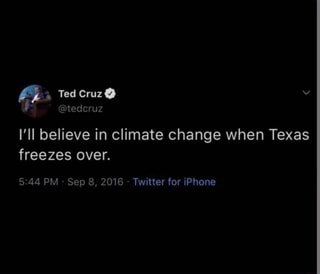 Ted Cruz
@tedcruz
I'll believe in climate change when Texas
freezes over.
5:44 PM · Sep 8, 2016 · Twitter for iPhone